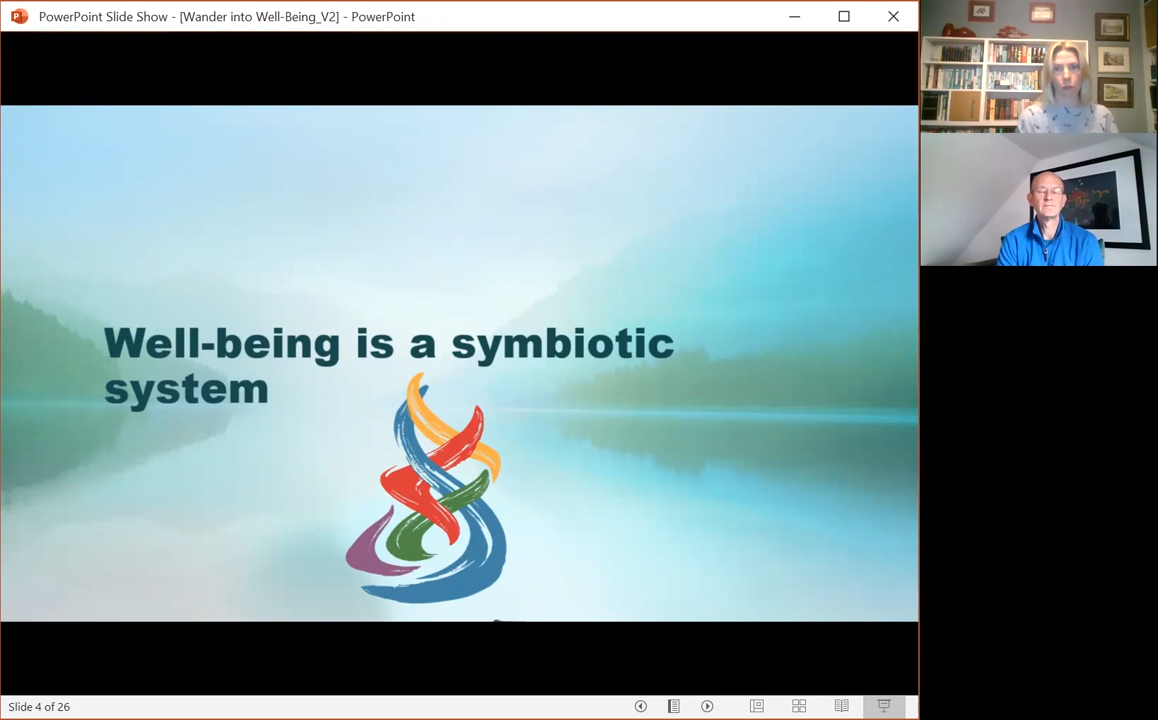 PowerPoint Slide Show - [Wander into Well-Being_V2] - PowerPoint
Well-being is a symbiotic
system
Slide 4 of 26